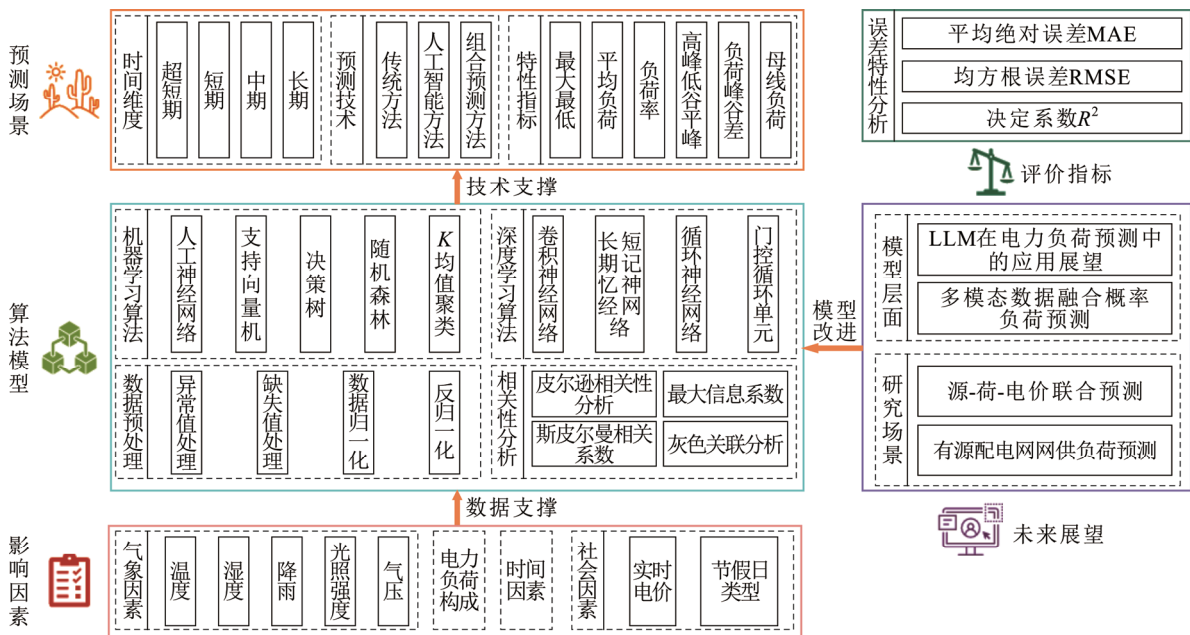 预测场景
时间维度
超短期
短期
中期
长期
预测技术
传统方法
人工智能方法
组合预测方法
特性指标
最大最低
平均负荷
负荷率
高峰低谷平峰
负荷峰谷差
母线负荷
误差特性分析
平均绝对误差MAE
均方根误差RMSE
决定系数R²
技术支撑
评价指标
算法模型
机器学习算法
人工神经网络
支持向量机
决策树
随机森林
K均值聚类
深度学习算法
卷积神经网络
长期忆经
短记神网络
循环神经网络
门控循环单元
数据预处理
异常值处理
缺失值处理
数据归一化
反归一化
相关性分析
皮尔逊相关性
分析
最大信息系数
斯皮尔曼相关
系数
灰色关联分析
模型
改进
模型层面
LLM在电力负荷预测中
的应用展望
多模态数据融合概率
负荷预测
研究场景
源-荷-电价联合预测
有源配电网网供负荷预测
数据支撑
未来展望
影响因素
气象因素
温度
湿度
降雨
光照强度
气压
电力
负荷
构成
时间
因素
社会因素
实时
电价
节假日
类型